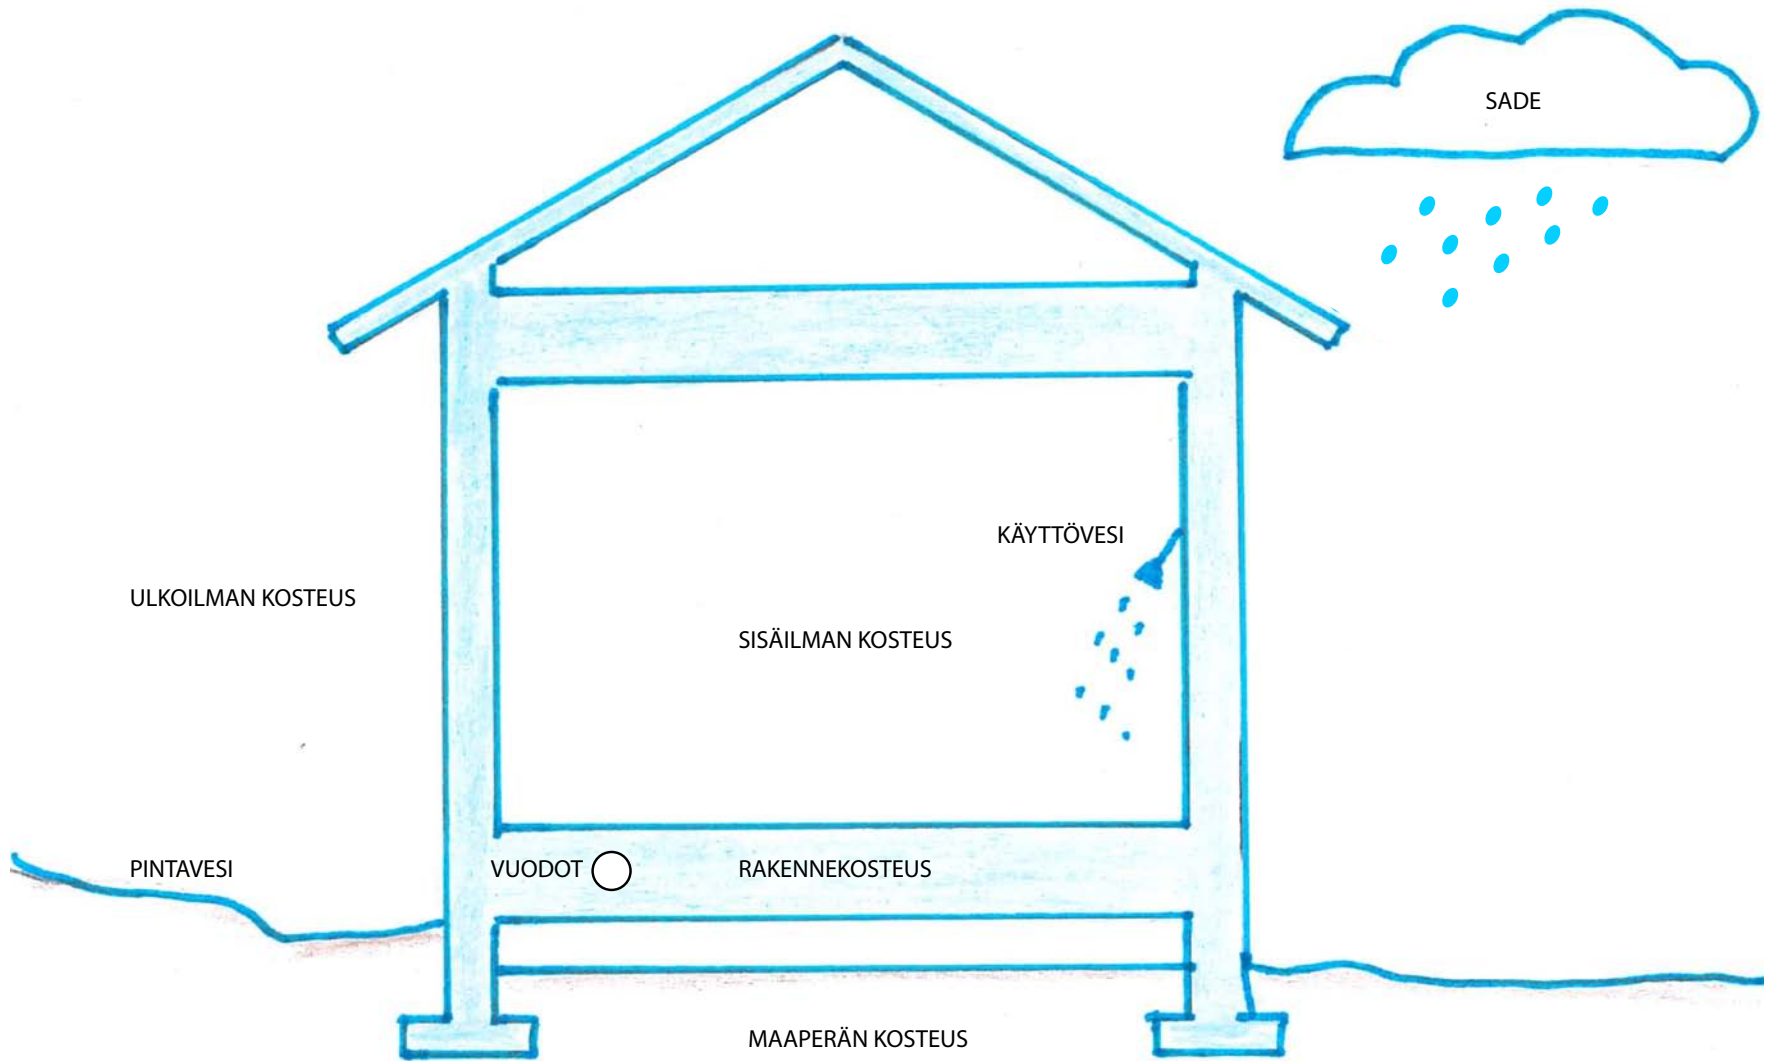 SADE
KÄYTTÖVESI
ULKOILMAN KOSTEUS
SISÄILMAN KOSTEUS
PINTAVESI
VUODOT
RAKENNEKOSTEUS
MAAPERÄN KOSTEUS